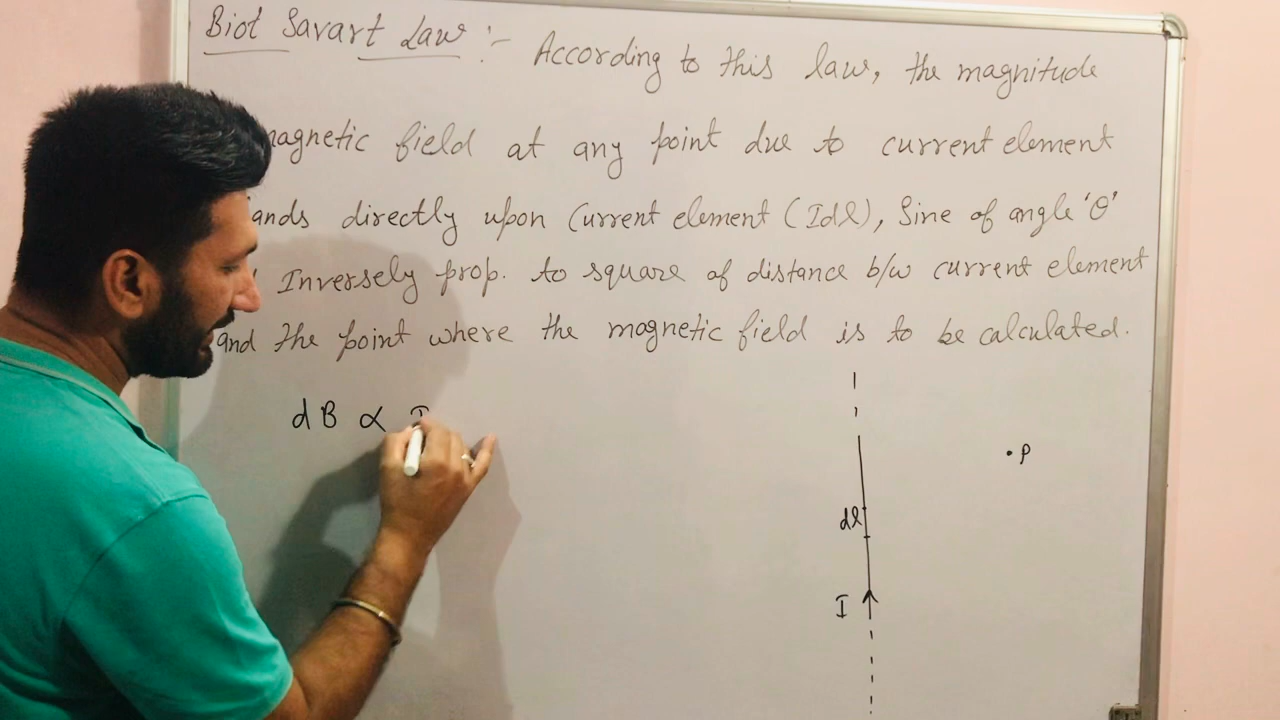 Biot Savart Law :- According to this law, the magnitude
magnetic field at any point due to current element
ands directly upon current element (Idl), Sine of angle 'θ'
Inversely prop. to square of distance b/w current element
and the point where the magnetic field is to be calculated.
dB ∝ I
.P
dl
I